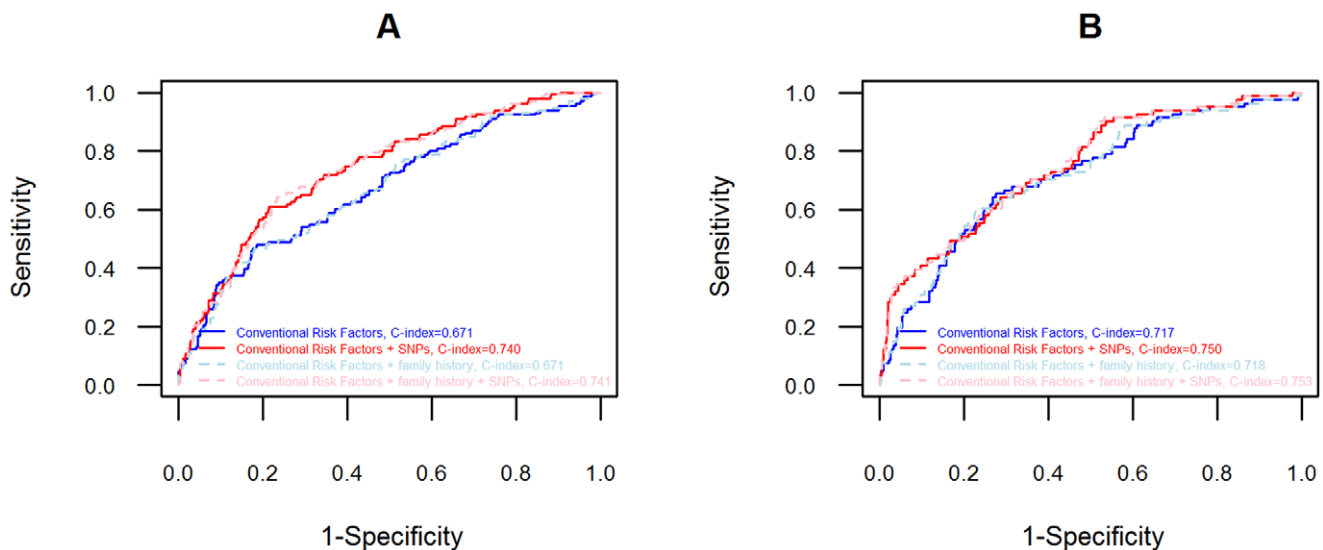 A
Sensitivity
1.0
0.8
0.6
0.4
0.2
0.0
Conventional Risk Factors, C-index=0.671
Conventional Risk Factors + SNPs, C-index=0.740
Conventional Risk Factors + family history, C-index=0.671
Conventional Risk Factors + family history + SNPs, C-index=0.741
0.0 0.2 0.4 0.6 0.8 1.0
1-Specificity
B
Sensitivity
1.0
0.8
0.6
0.4
0.2
0.0
Conventional Risk Factors, C-index=0.717
Conventional Risk Factors + SNPs, C-index=0.750
Conventional Risk Factors + family history, C-index=0.718
Conventional Risk Factors + family history + SNPs, C-index=0.753
0.0 0.2 0.4 0.6 0.8 1.0
1-Specificity